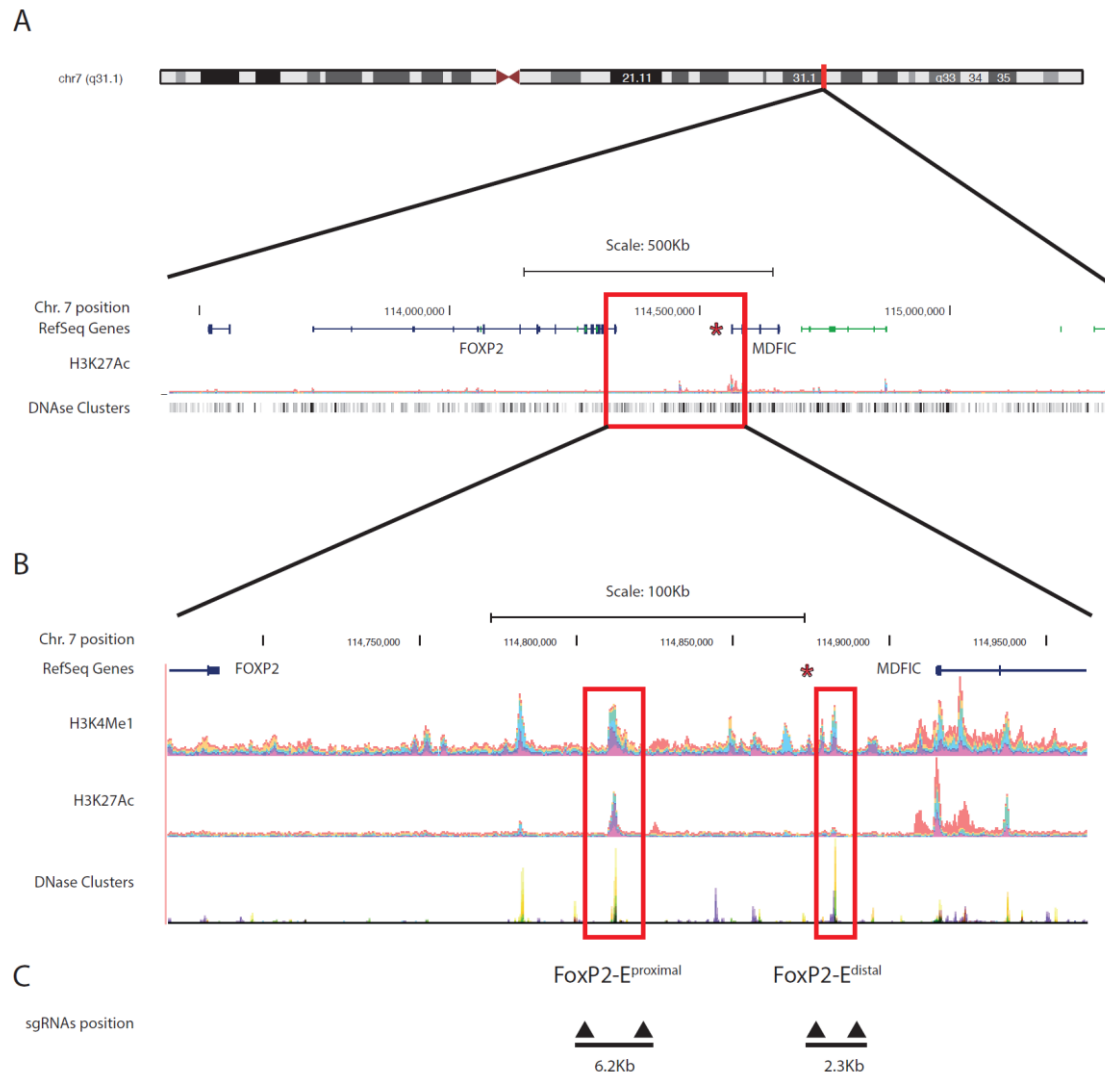 A
chr7 (q31.1)
21.11
31.1
q33
34
35
Scale: 500Kb
Chr. 7 position
114,000,000
114,500,000
115,000,000
RefSeq Genes
*
FOXP2
MDFIC
H3K27Ac
DNAse Clusters
B
Scale: 100Kb
Chr. 7 position
114,750,000
114,800,000
114,850,000
114,900,000
114,950,000
RefSeq Genes
FOXP2
*
MDFIC
H3K4Me1
H3K27Ac
DNase Clusters
FoxP2-Eproximal
FoxP2-Edistal
C
sgRNAs position
6.2Kb
2.3Kb